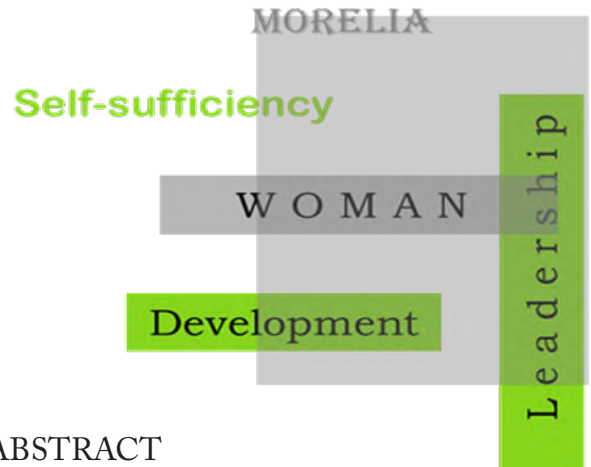 MORELIA
Self-sufficiency
WOMAN
Leadership
Development
ABSTRACT